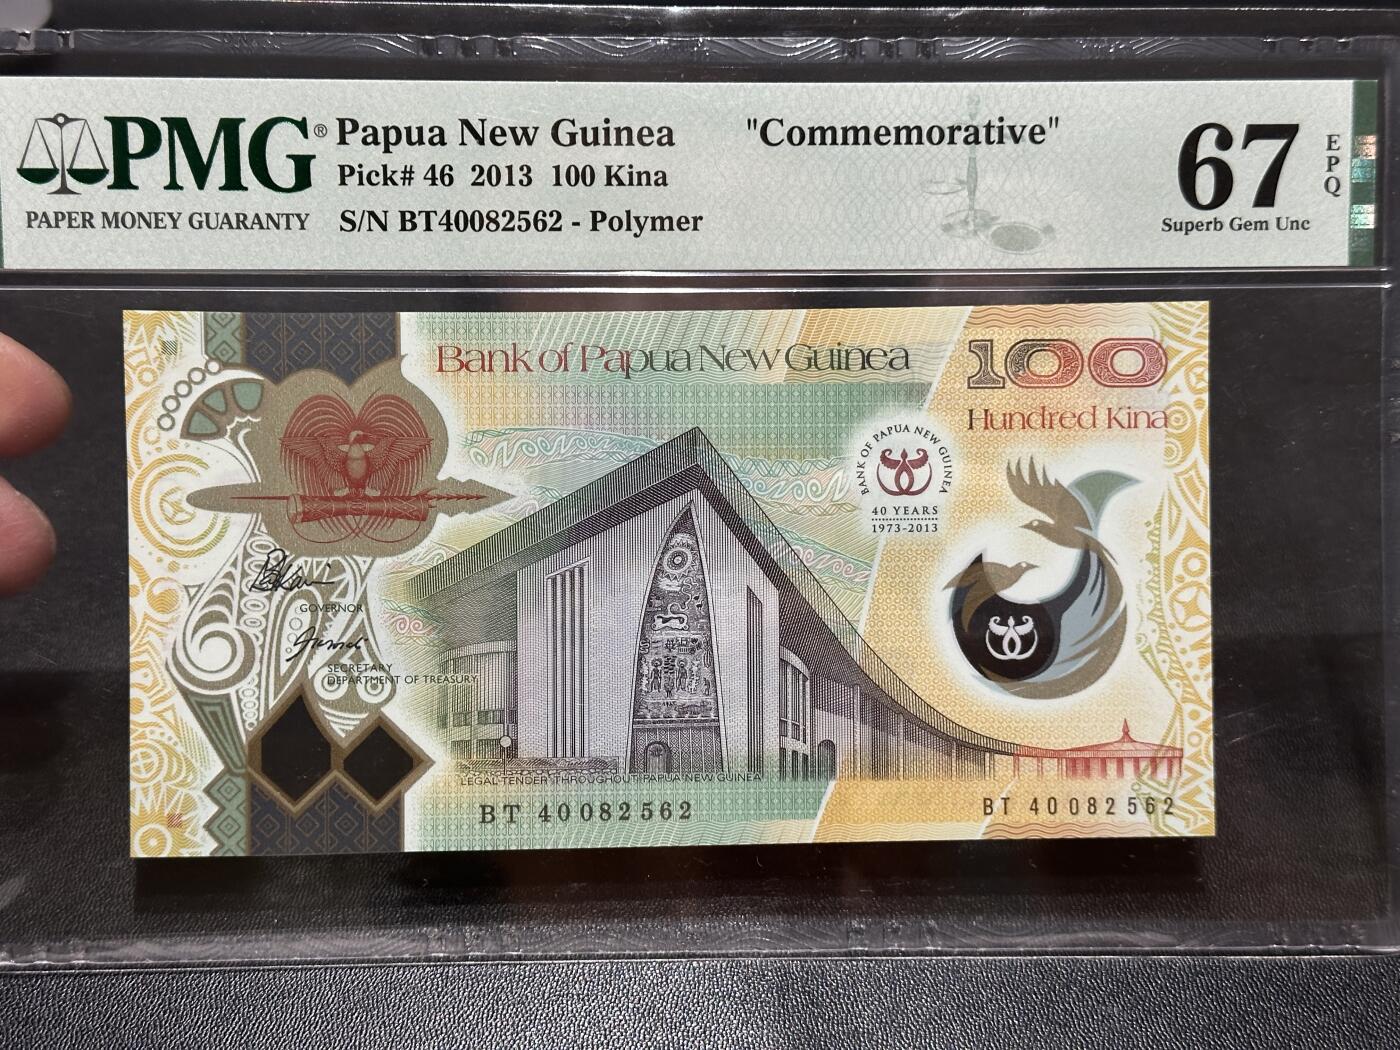 PMG®
PAPER MONEY GUARANTY
Papua New Guinea
Pick# 46 2013 100 Kina
S/N BT40082562 - Polymer
"Commemorative"
67
EPQ
Superb Gem Unc
Bank of Papua New Guinea
100
Hundred Kina
BANK OF PAPUA NEW GUINEA
40 YEARS
1973-2013
GOVERNOR
SECRETARY
DEPARTMENT OF TREASURY
LEGAL TENDER THROUGHOUT PAPUA NEW GUINEA
BT 40082562
BT 40082562